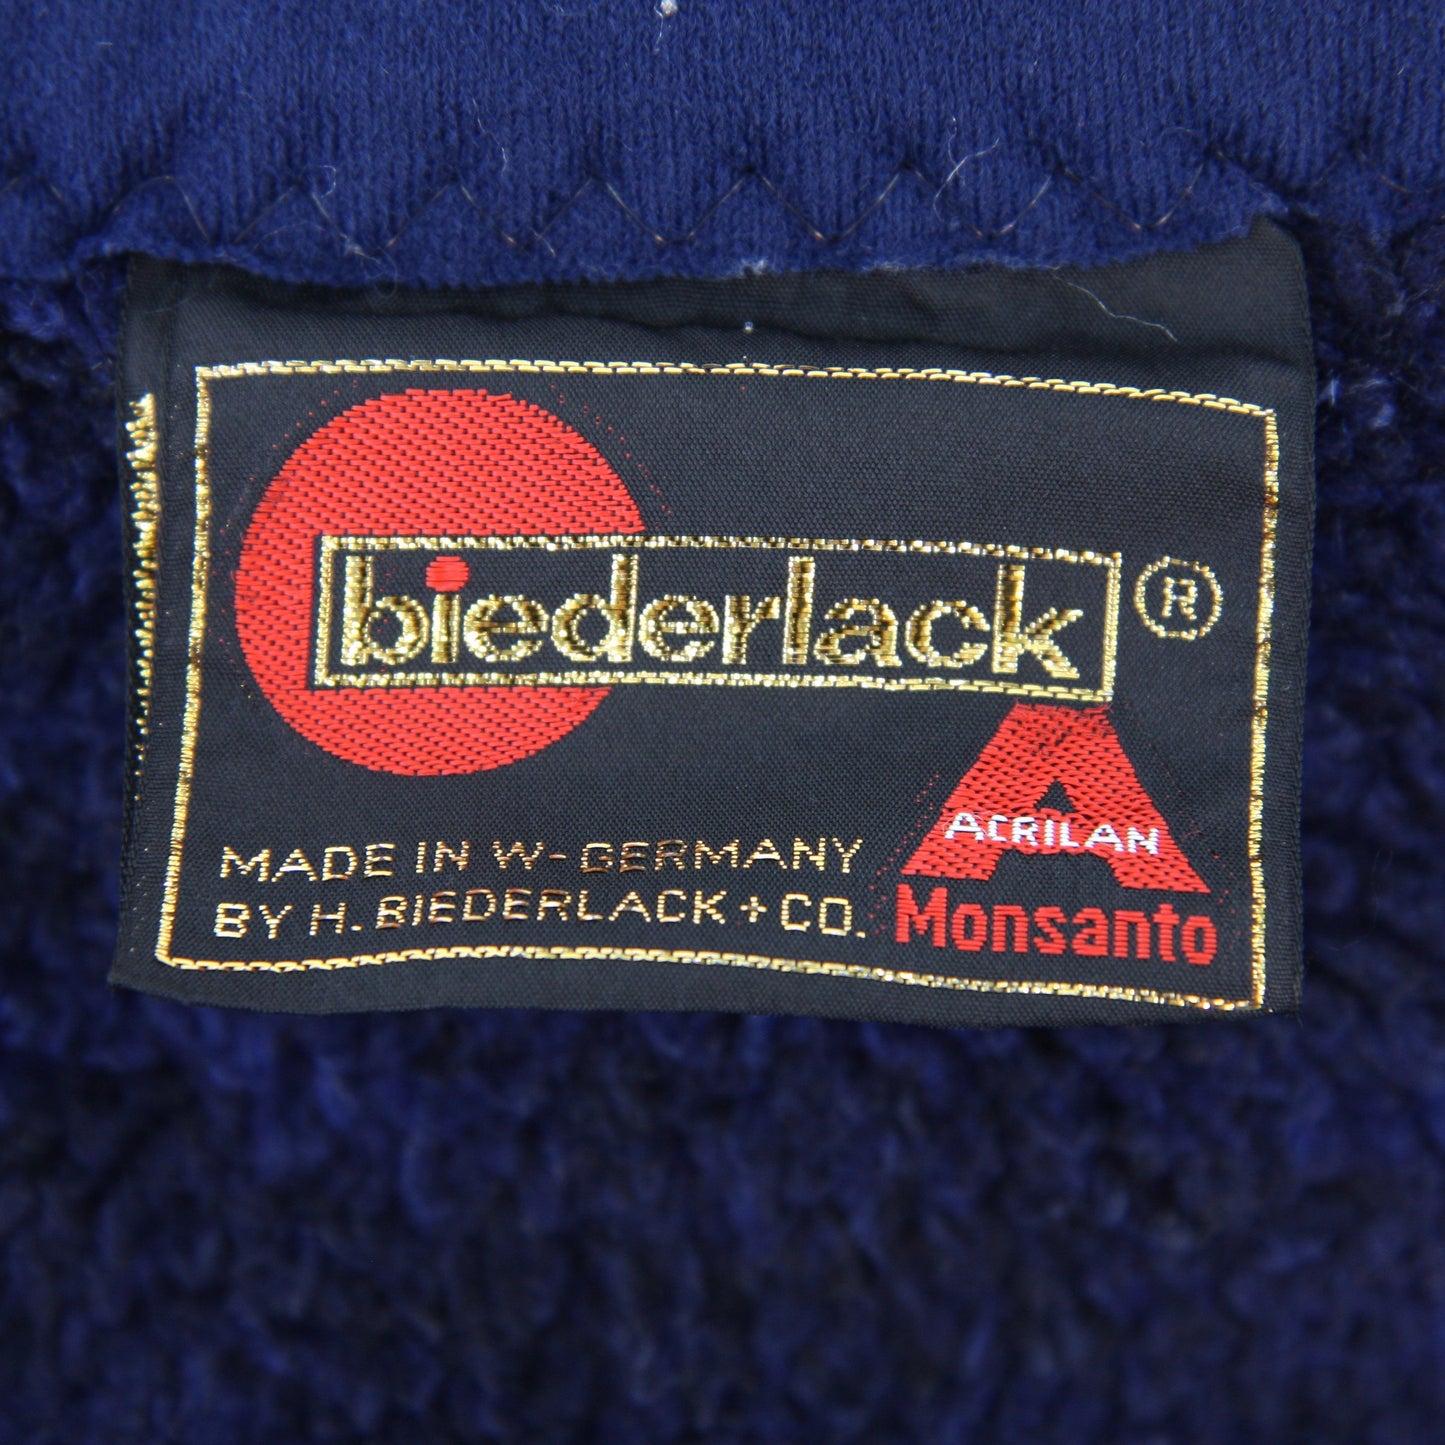 biederlack ®
ACRILAN
Monsanto
MADE IN W-GERMANY
BY H. BIEDERLACK + CO.